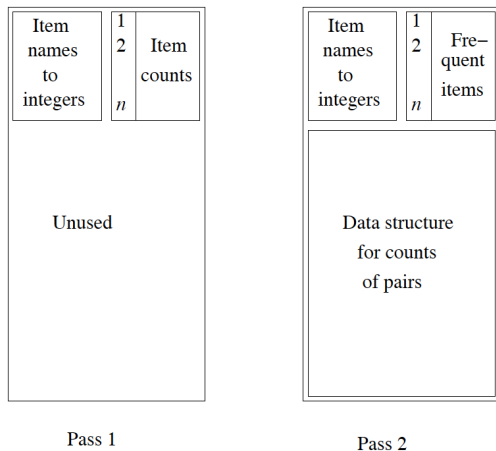 Item
names
to
integers
1
2
n
Item
counts
Unused
Pass 1
Item
names
to
integers
1
2
n
Fre−
quent
items
Data structure
for counts
of pairs
Pass 2